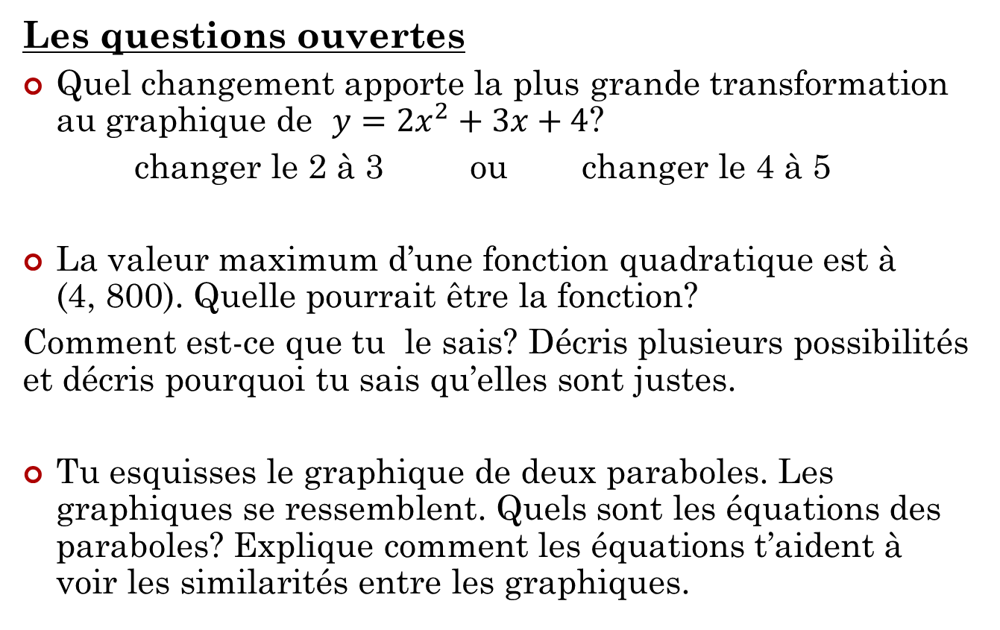 Les questions ouvertes
Quel changement apporte la plus grande transformation
au graphique de y = 2x² + 3x + 4?
changer le 2 à 3 ou changer le 4 à 5
La valeur maximum d’une fonction quadratique est à
(4, 800). Quelle pourrait être la fonction?
Comment est-ce que tu le sais? Décris plusieurs possibilités
et décris pourquoi tu sais qu’elles sont justes.
Tu esquisses le graphique de deux paraboles. Les
graphiques se ressemblent. Quels sont les équations des
paraboles? Explique comment les équations t’aident à
voir les similarités entre les graphiques.